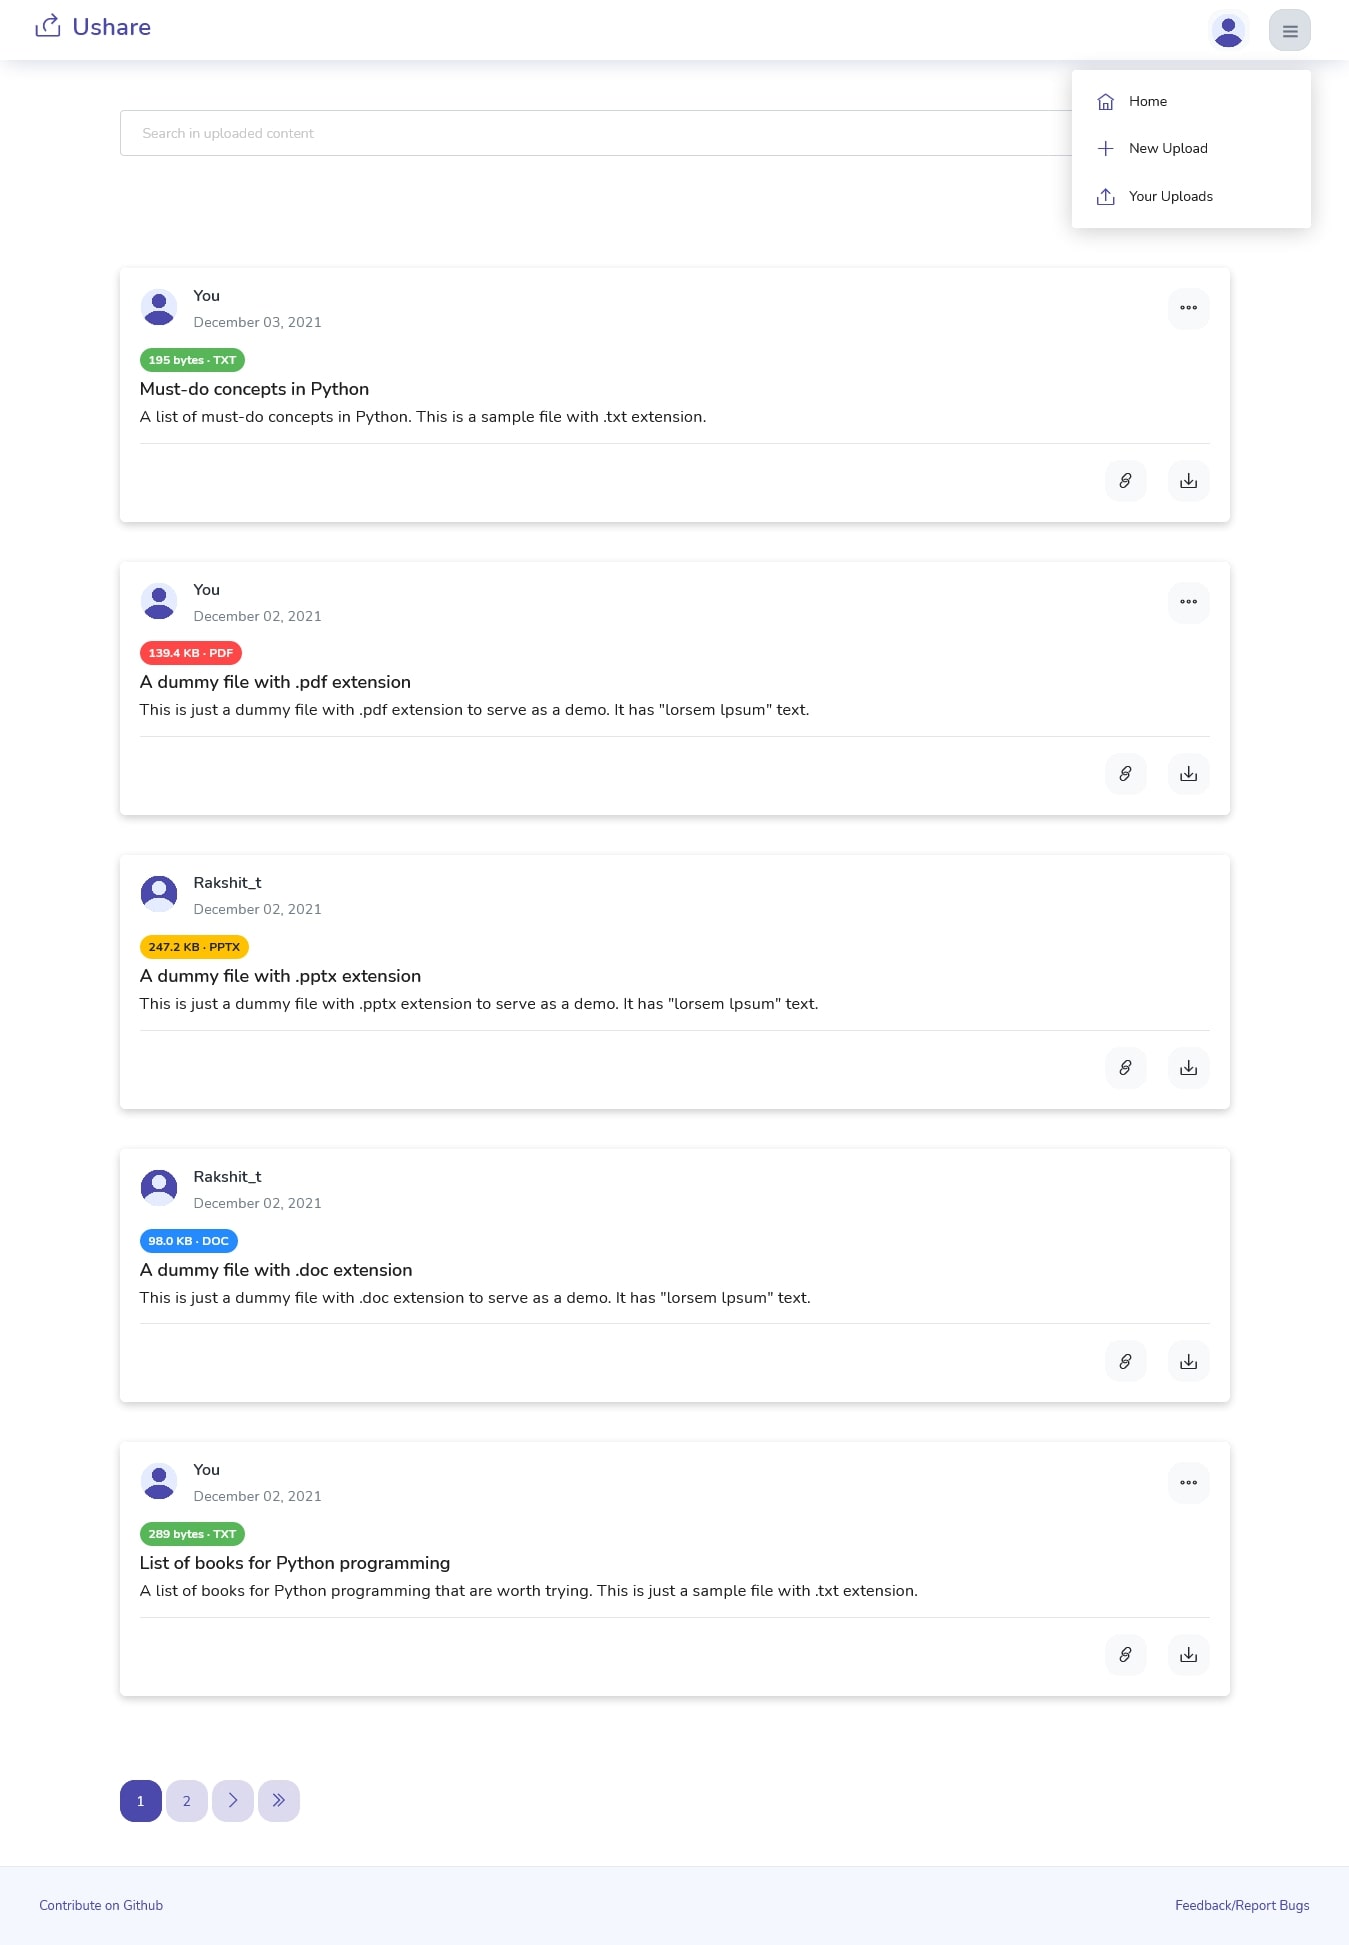 Ushare
Home
Search in uploaded content
New Upload
Your Uploads
You
December 03, 2021
195 bytes · TXT
Must-do concepts in Python
A list of must-do concepts in Python. This is a sample file with .txt extension.
You
December 02, 2021
139.4 KB · PDF
A dummy file with .pdf extension
This is just a dummy file with .pdf extension to serve as a demo. It has "lorsem Ipsum" text.
Rakshit_t
December 02, 2021
247.2 KB · PPTX
A dummy file with .pptx extension
This is just a dummy file with .pptx extension to serve as a demo. It has "lorsem Ipsum" text.
Rakshit_t
December 02, 2021
98.0 KB · DOC
A dummy file with .doc extension
This is just a dummy file with .doc extension to serve as a demo. It has "lorsem Ipsum" text.
You
December 02, 2021
289 bytes · TXT
List of books for Python programming
A list of books for Python programming that are worth trying. This is just a sample file with .txt extension.
1 2
Contribute on Github
Feedback/Report Bugs